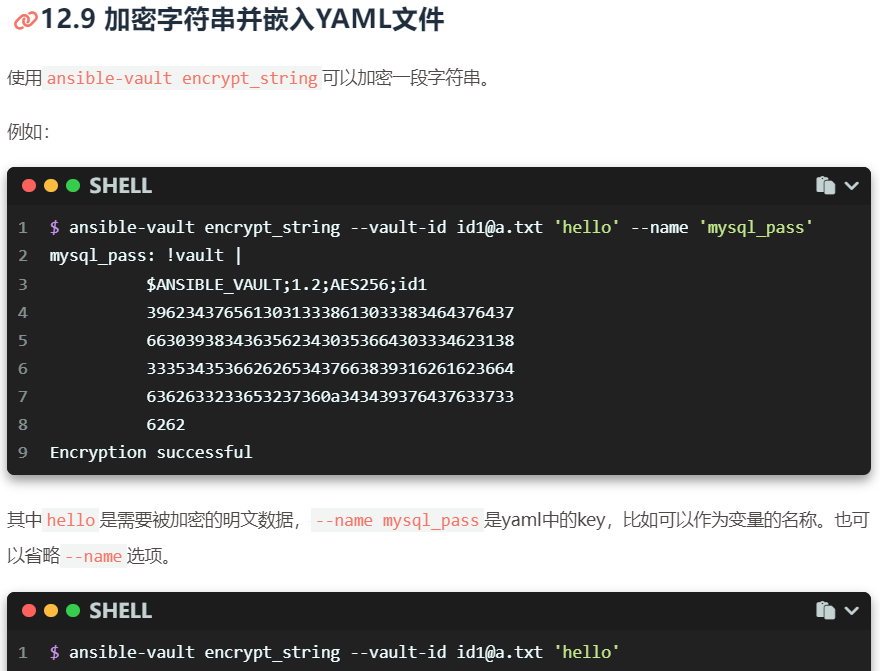 12.9 加密字符串并嵌入YAML文件
使用 ansible-vault encrypt_string 可以加密一段字符串。
例如：
SHELL
1 $ ansible-vault encrypt_string --vault-id id1@a.txt 'hello' --name 'mysql_pass'
2 mysql_pass: !vault |
3           $ANSIBLE_VAULT;1.2;AES256;id1
4           39623437656130313338613033383464376437
5           66303938343635623430353664303334623138
6           33353435366262653437663839316261623664
7           6362633233653237360a343439376437633733
8           6262
9 Encryption successful
其中 hello 是需要被加密的明文数据，--name mysql_pass 是yaml中的key，比如可以作为变量的名称。也可
以省略 --name 选项。
SHELL
1 $ ansible-vault encrypt_string --vault-id id1@a.txt 'hello'